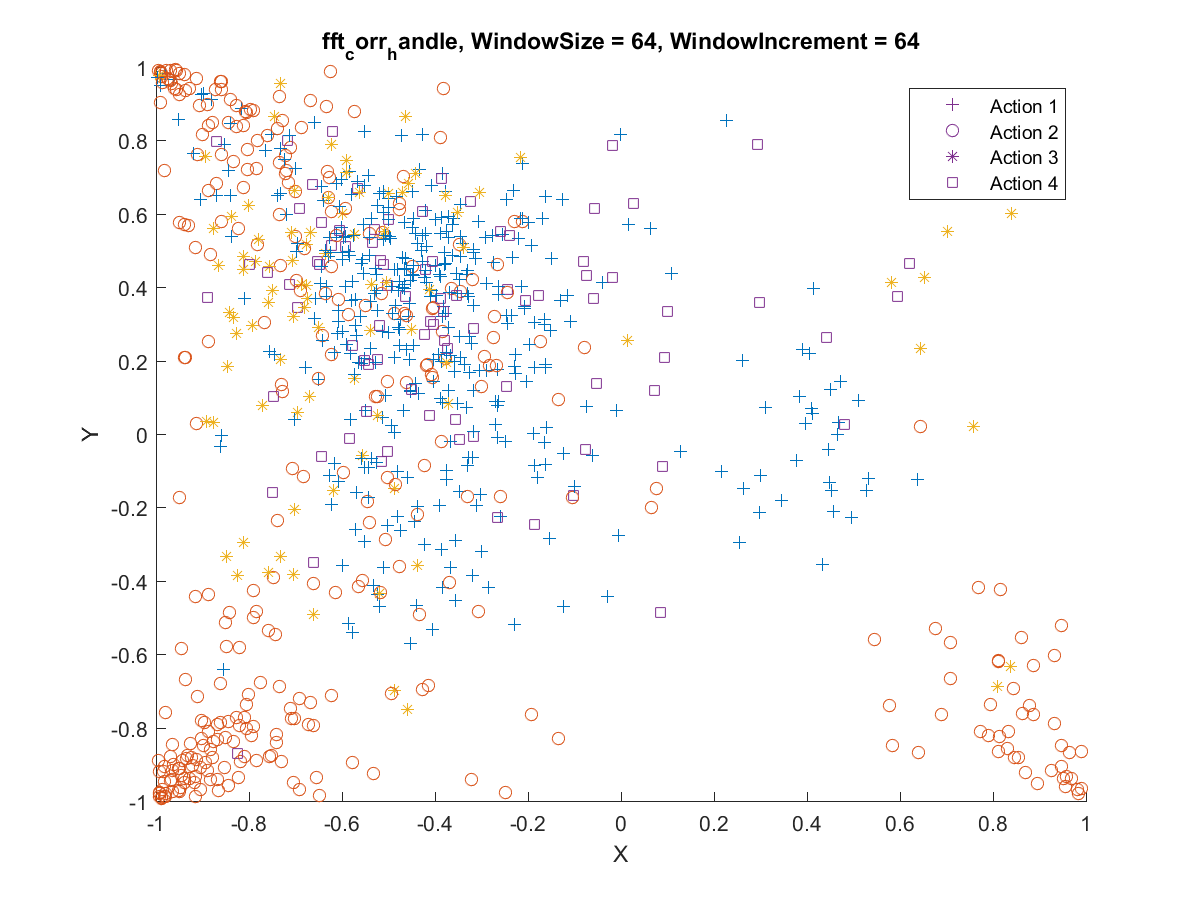 fft_corr_handle, WindowSize = 64, WindowIncrement = 64
Action 1
Action 2
Action 3
Action 4
Y
1
0.8
0.6
0.4
0.2
0
-0.2
-0.4
-0.6
-0.8
-1
-1 -0.8 -0.6 -0.4 -0.2 0 0.2 0.4 0.6 0.8 1
X